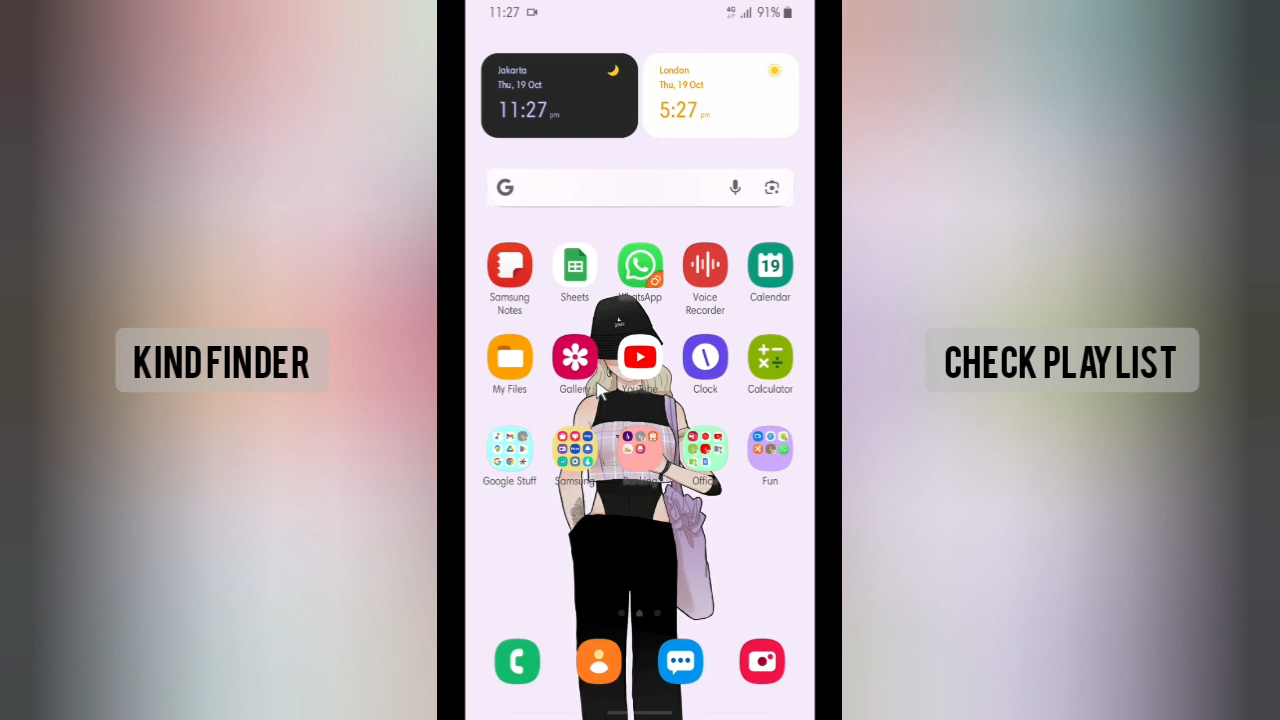 11:27
4G
91%
Jakarta
Thu, 19 Oct
11:27 pm
London
Thu, 19 Oct
5:27 pm
G
Samsung Notes
Sheets
WhatsApp
Voice Recorder
19
Calendar
My Files
Gallery
YouTube
Clock
Calculator
Google Stuff
Samsung
Office
Fun
KIND FINDER
CHECK PLAYLIST